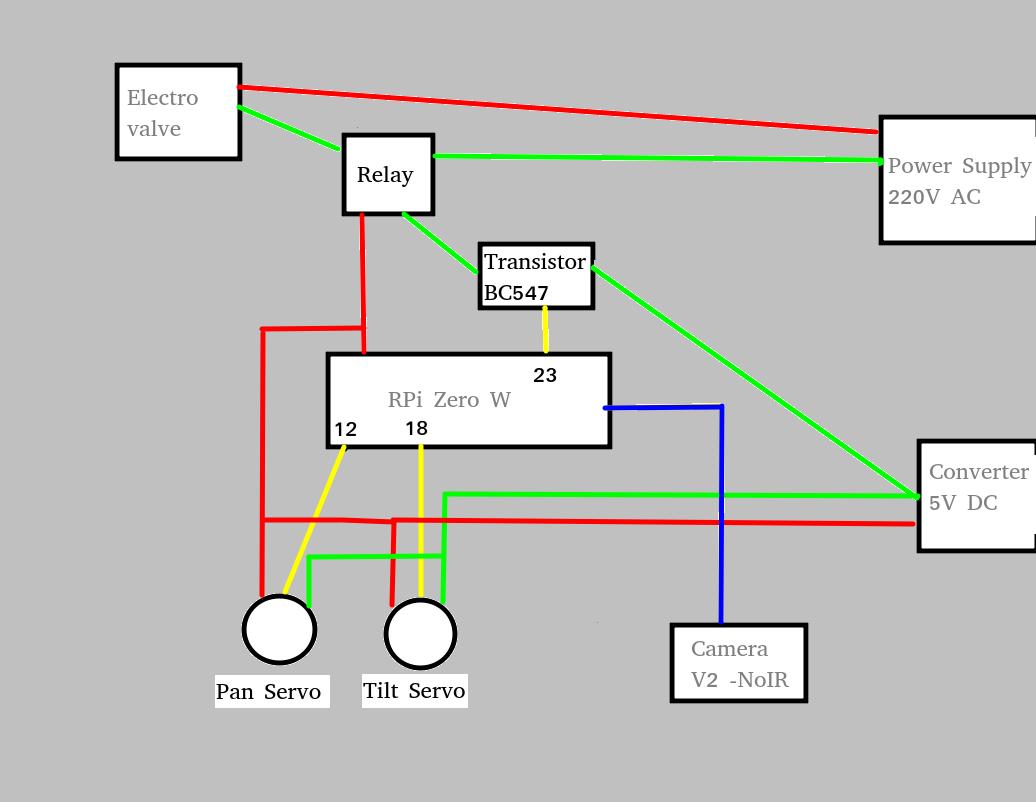 Electro
valve
Relay
Power Supply
220V AC
Transistor
BC547
23
RPi Zero W
12
18
Converter
5V DC
Camera
V2 -NoIR
Pan Servo
Tilt Servo